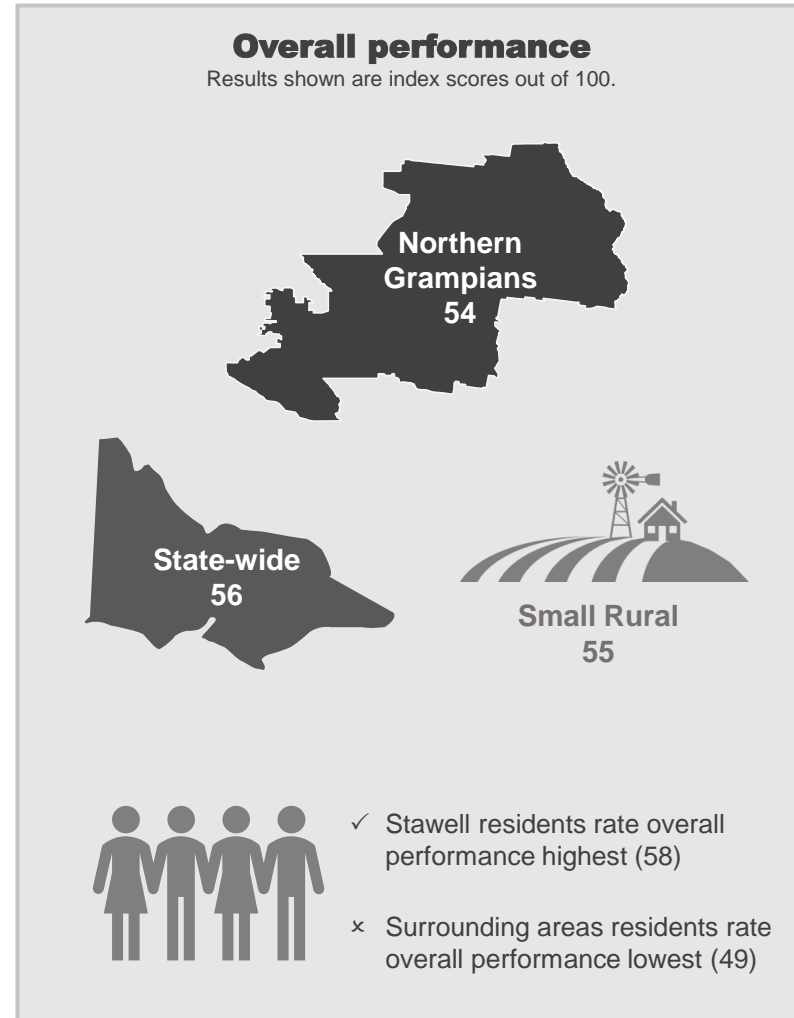 Overall performance
Results shown are index scores out of 100.
Northern
Grampians
54
State-wide
56
Small Rural
55
✓ Stawell residents rate overall
performance highest (58)
× Surrounding areas residents rate
overall performance lowest (49)